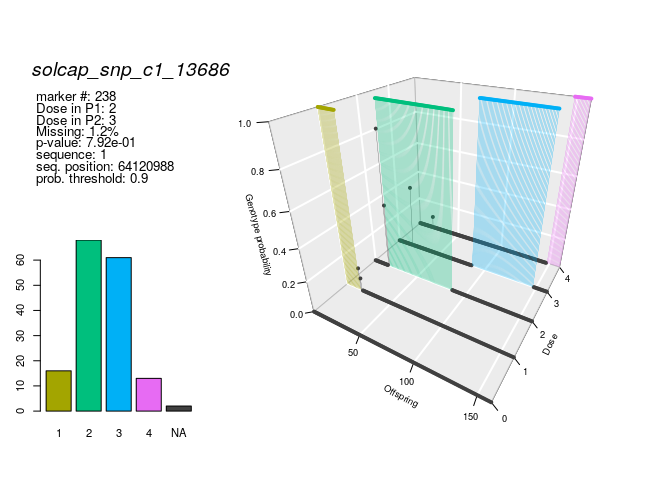 solcap_snp_c1_13686
marker #: 238
Dose in P1: 2
Dose in P2: 3
Missing: 1.2%
p-value: 7.92e-01
sequence: 1
seq. position: 64120988
prob. threshold: 0.9
60
50
40
30
20
10
0
1 2 3 4 NA
1.0
0.8
0.6
0.4
0.2
0.0
Genotype probability
50
100
150
Offspring
0
1
2
3
4
Dose